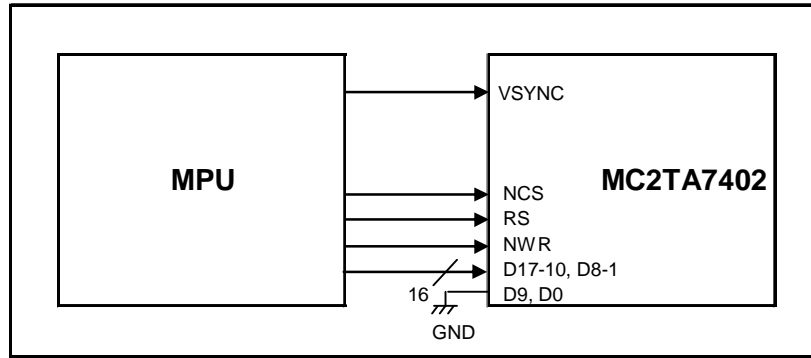 VSYNC
MPU
MC2TA7402
NCS
RS
NWR
D17-10, D8-1
16
D9, D0
GND